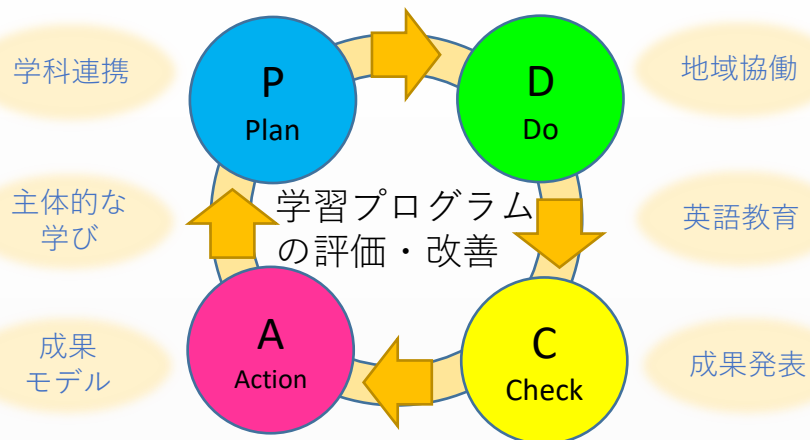 学科連携
P
Plan
D
Do
地域協働
主体的な
学び
学習プログラム
の評価・改善
英語教育
成果
モデル
A
Action
C
Check
成果発表